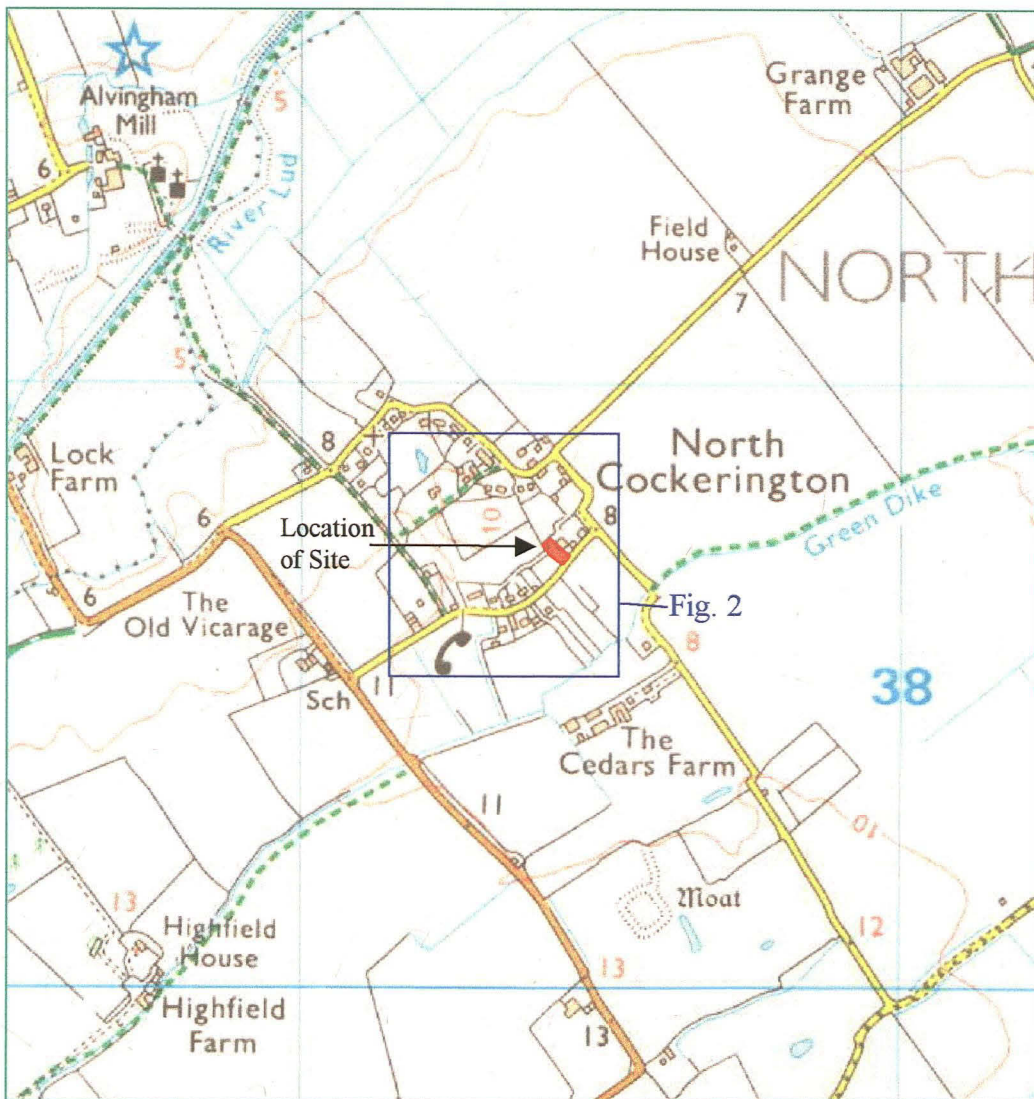 Alvingham
Mill
5
Grange
Farm
6
River Lud
Field
House
NORTH
7
5
Lock
Farm
8
North
Cockerington
10
8
6
Location
of Site
Green Dike
6
The
Old Vicarage
Fig. 2
8
Sch
11
38
The
Cedars Farm
11
10
Moat
13
Highfield
House
12
13
Highfield
Farm
13